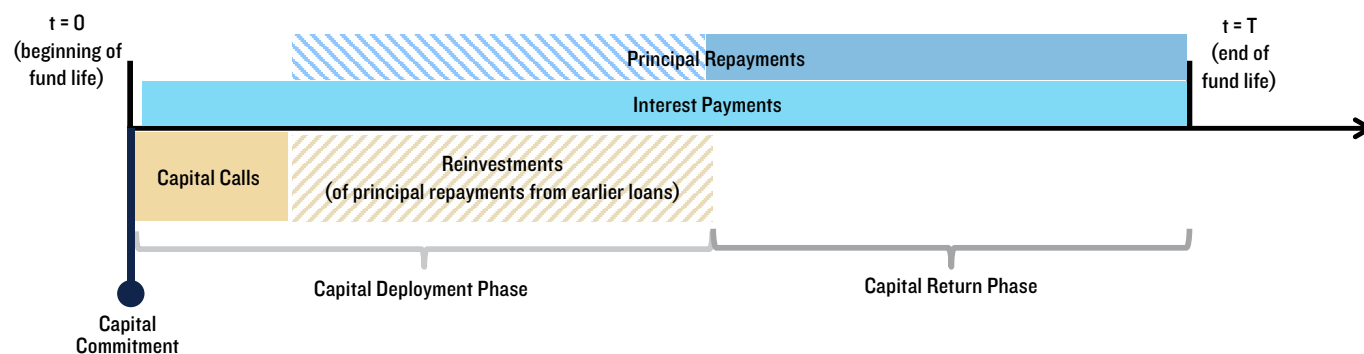 t = 0
(beginning of
fund life)
t = T
(end of
fund life)
Principal Repayments
Interest Payments
Capital Calls
Reinvestments
(of principal repayments from earlier loans)
Capital Deployment Phase
Capital Return Phase
Capital
Commitment